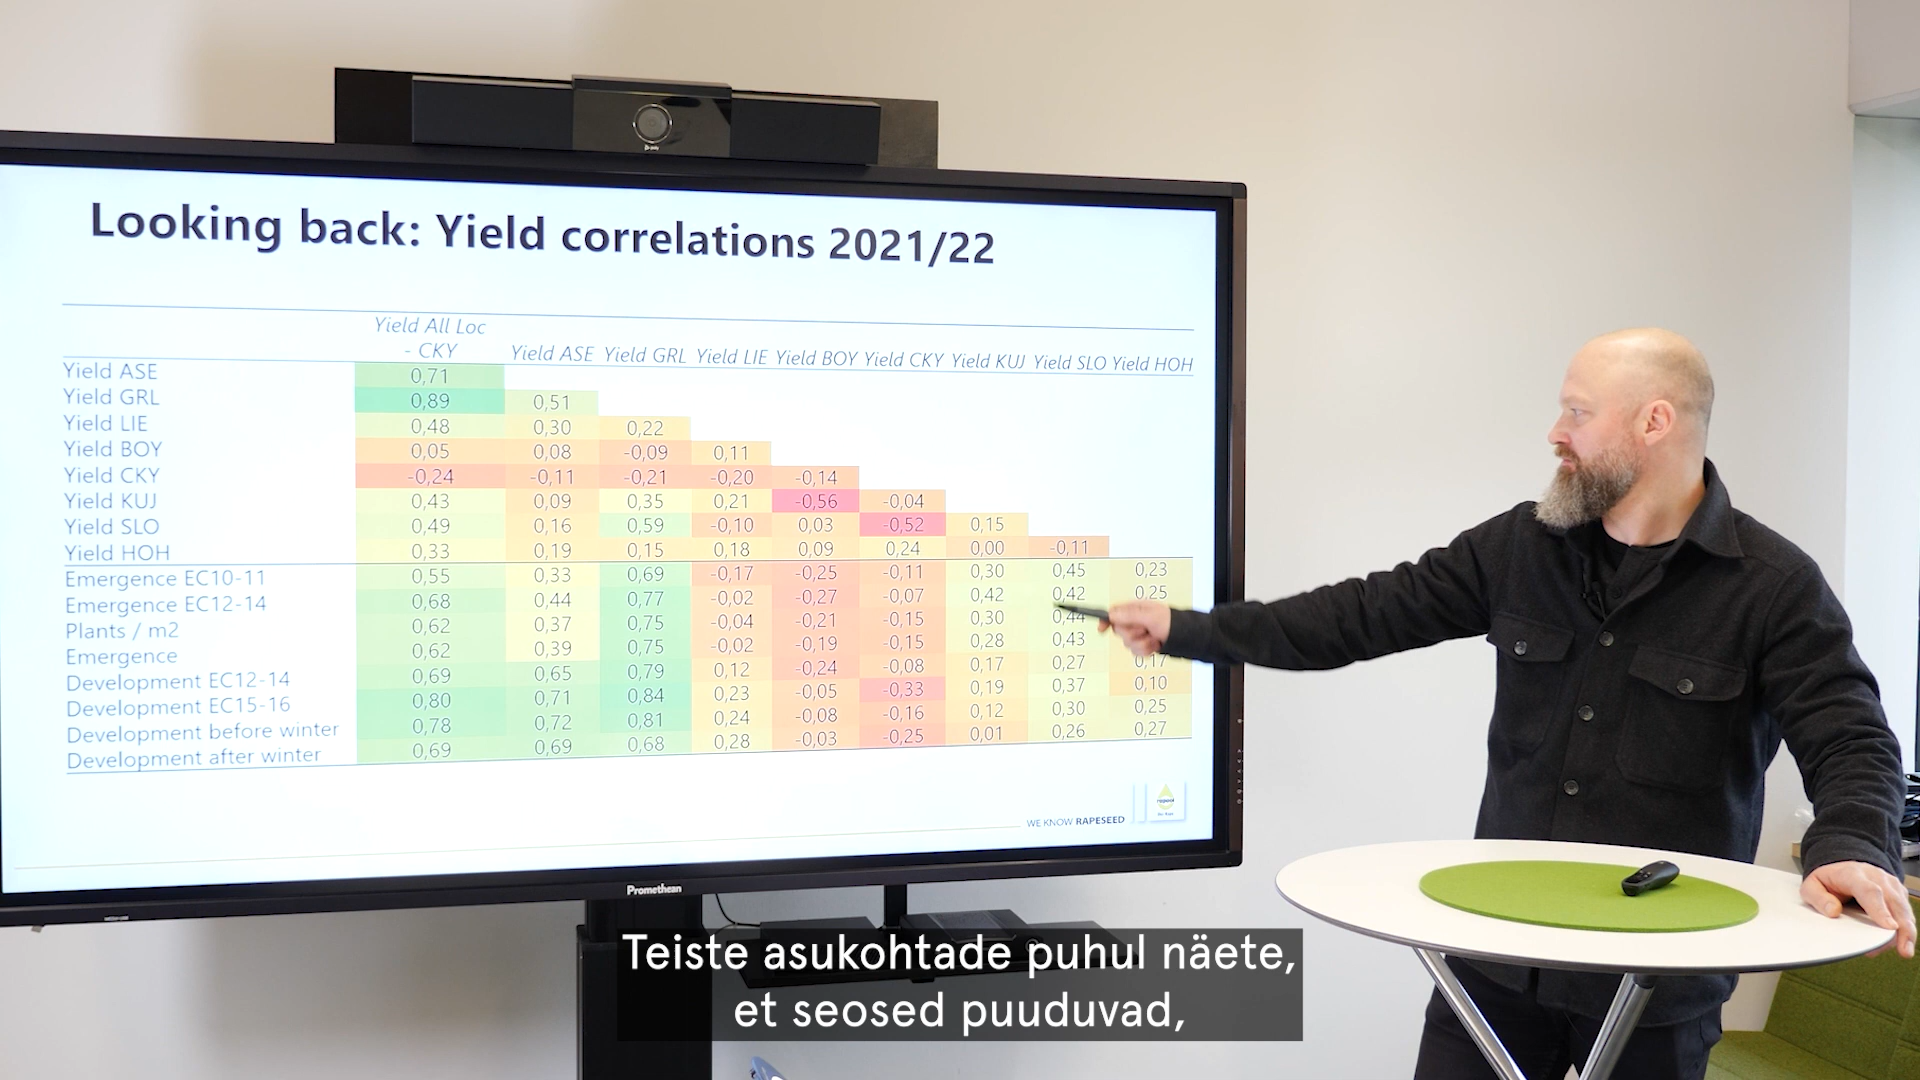 poly
Looking back: Yield correlations 2021/22
Yield All Loc
- CKY Yield ASE Yield GRL Yield LIE Yield BOY Yield CKY Yield KUJ Yield SLO Yield HOH
Yield ASE 0,71
Yield GRL 0,89 0,51
Yield LIE 0,48 0,30 0,22
Yield BOY 0,05 0,08 -0,09 0,11
Yield CKY -0,24 -0,11 -0,21 -0,20 -0,14
Yield KUJ 0,43 0,09 0,35 0,21 -0,56 -0,04
Yield SLO 0,49 0,16 0,59 -0,10 0,03 -0,52 0,15
Yield HOH 0,33 0,19 0,15 0,18 0,09 0,24 0,00 -0,11
Emergence EC10-11 0,55 0,33 0,69 -0,17 -0,25 -0,11 0,30 0,45 0,23
Emergence EC12-14 0,68 0,44 0,77 -0,02 -0,27 -0,07 0,42 0,42 0,25
Plants / m2 0,62 0,37 0,75 -0,04 -0,21 -0,15 0,30 0,44
Emergence 0,62 0,39 0,75 -0,02 -0,19 -0,15 0,28 0,43
Development EC12-14 0,69 0,65 0,79 0,12 -0,24 -0,08 0,17 0,27 0,17
Development EC15-16 0,80 0,71 0,84 0,23 -0,05 -0,33 0,19 0,37 0,10
Development before winter 0,78 0,72 0,81 0,24 -0,08 -0,16 0,12 0,30 0,25
Development after winter 0,69 0,69 0,68 0,28 -0,03 -0,25 0,01 0,26 0,27
WE KNOW RAPESEED
Promethean
Teiste asukohtade puhul näete,
et seosed puuduvad,